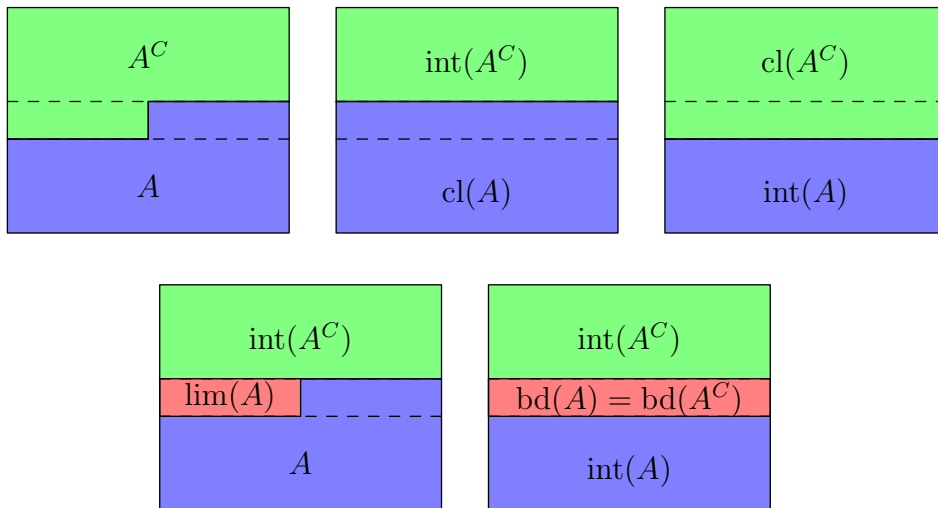 A^C
int(A^C)
cl(A^C)
A
cl(A)
int(A)
int(A^C)
int(A^C)
lim(A)
bd(A) = bd(A^C)
A
int(A)